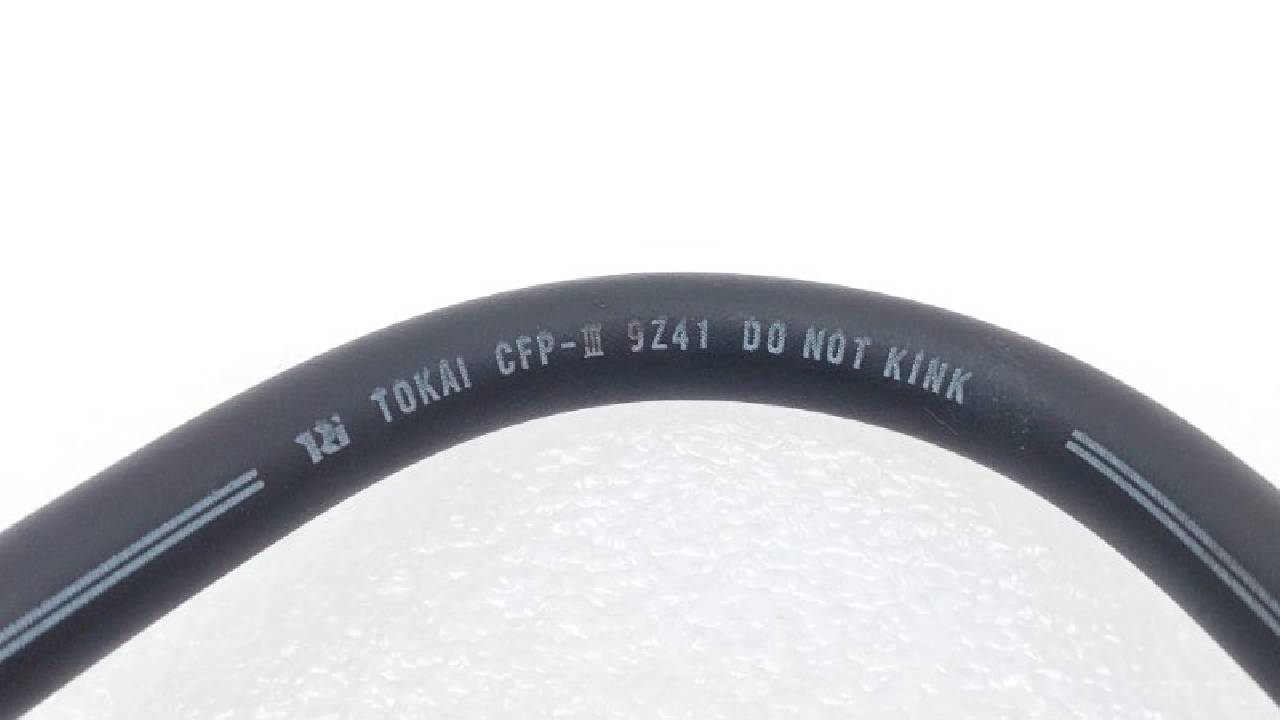 TOKAI CFP-III 9Z41 DO NOT KINK